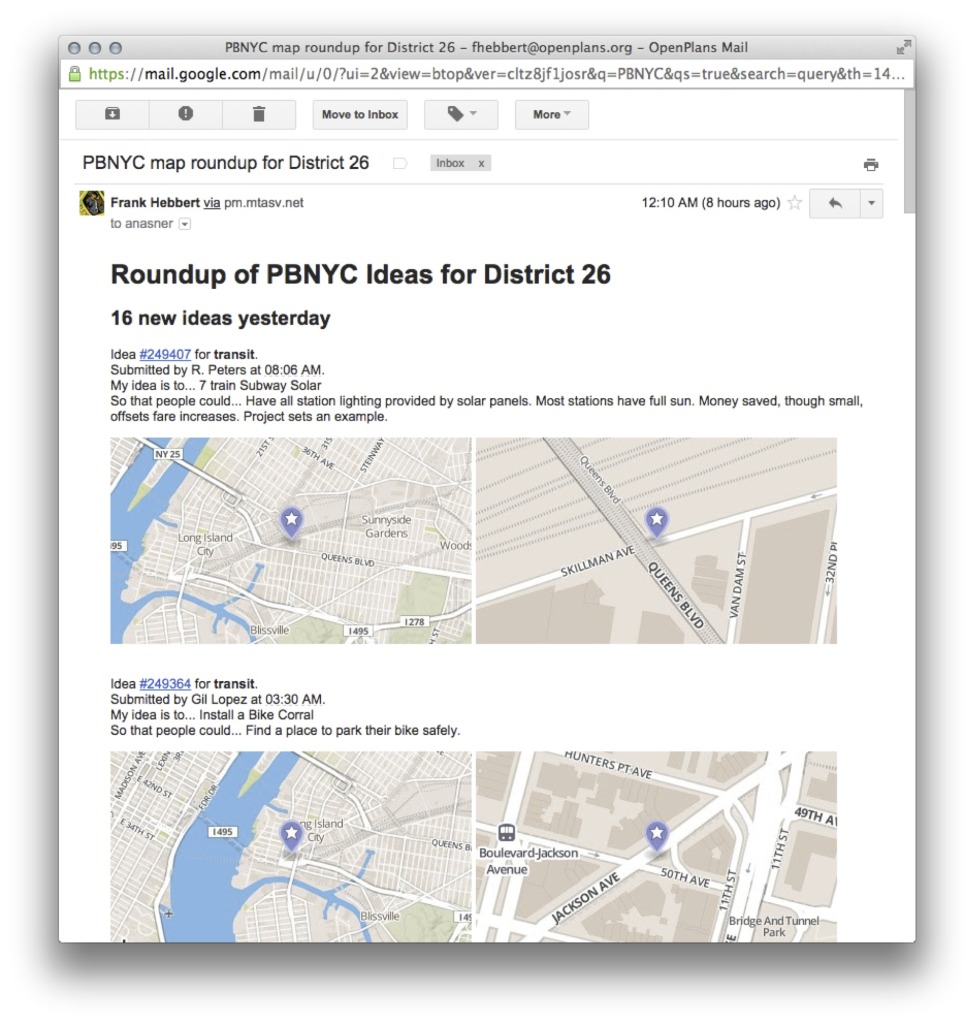 PBNYC map roundup for District 26 – fhebbert@openplans.org – OpenPlans Mail
https://mail.google.com/mail/u/0/?ui=2&view=btop&ver=cltz8jf1josr&q=PBNYC&qs=true&search=query&th=14...
Move to Inbox
More
PBNYC map roundup for District 26
Inbox x
Frank Hebbert via pm.mtasv.net
12:10 AM (8 hours ago)
to anasner
Roundup of PBNYC Ideas for District 26
16 new ideas yesterday
Idea #249407 for transit.
Submitted by R. Peters at 08:06 AM.
My idea is to... 7 train Subway Solar
So that people could... Have all station lighting provided by solar panels. Most stations have full sun. Money saved, though small,
offsets fare increases. Project sets an example.
NY 25
21ST
36TH AVE
31S
STEINWAY
495
Long Island
City
Sunnyside
Gardens
Woods
QUEENS BLVD
Blissville
I495
I278
ST
Queens Blvd
SKILLMAN AVE
QUEENS BLVD
VAN DAM ST
32ND Pl
Idea #249364 for transit.
Submitted by Gil Lopez at 03:30 AM.
My idea is to... Install a Bike Corral
So that people could... Find a place to park their bike safely.
MADISON AVE
LEXIN
3R
E 42ND ST
FDR DR
E 34TH ST
I495
ng Island
City
QUEENS B
Blissville
I49
HUNTERS PT AVE
49TH AV
Boulevard-Jackson
Avenue
50TH AVE
11TH ST
11TH ST
JACKSON AVE
Bridge And Tunnel
Park